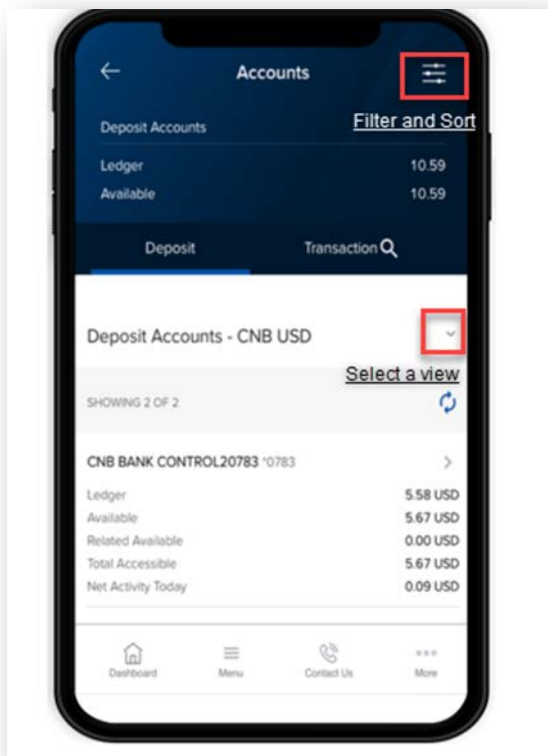 Accounts
Filter and Sort
Deposit Accounts
Ledger 10.59
Available 10.59
Deposit Transaction
Deposit Accounts - CNB USD
Select a view
SHOWING 2 OF 2
CNB BANK CONTROL20783 *0783
Ledger 5.58 USD
Available 5.67 USD
Related Available 0.00 USD
Total Accessible 5.67 USD
Net Activity Today 0.09 USD
Dashboard Menu Contact Us More